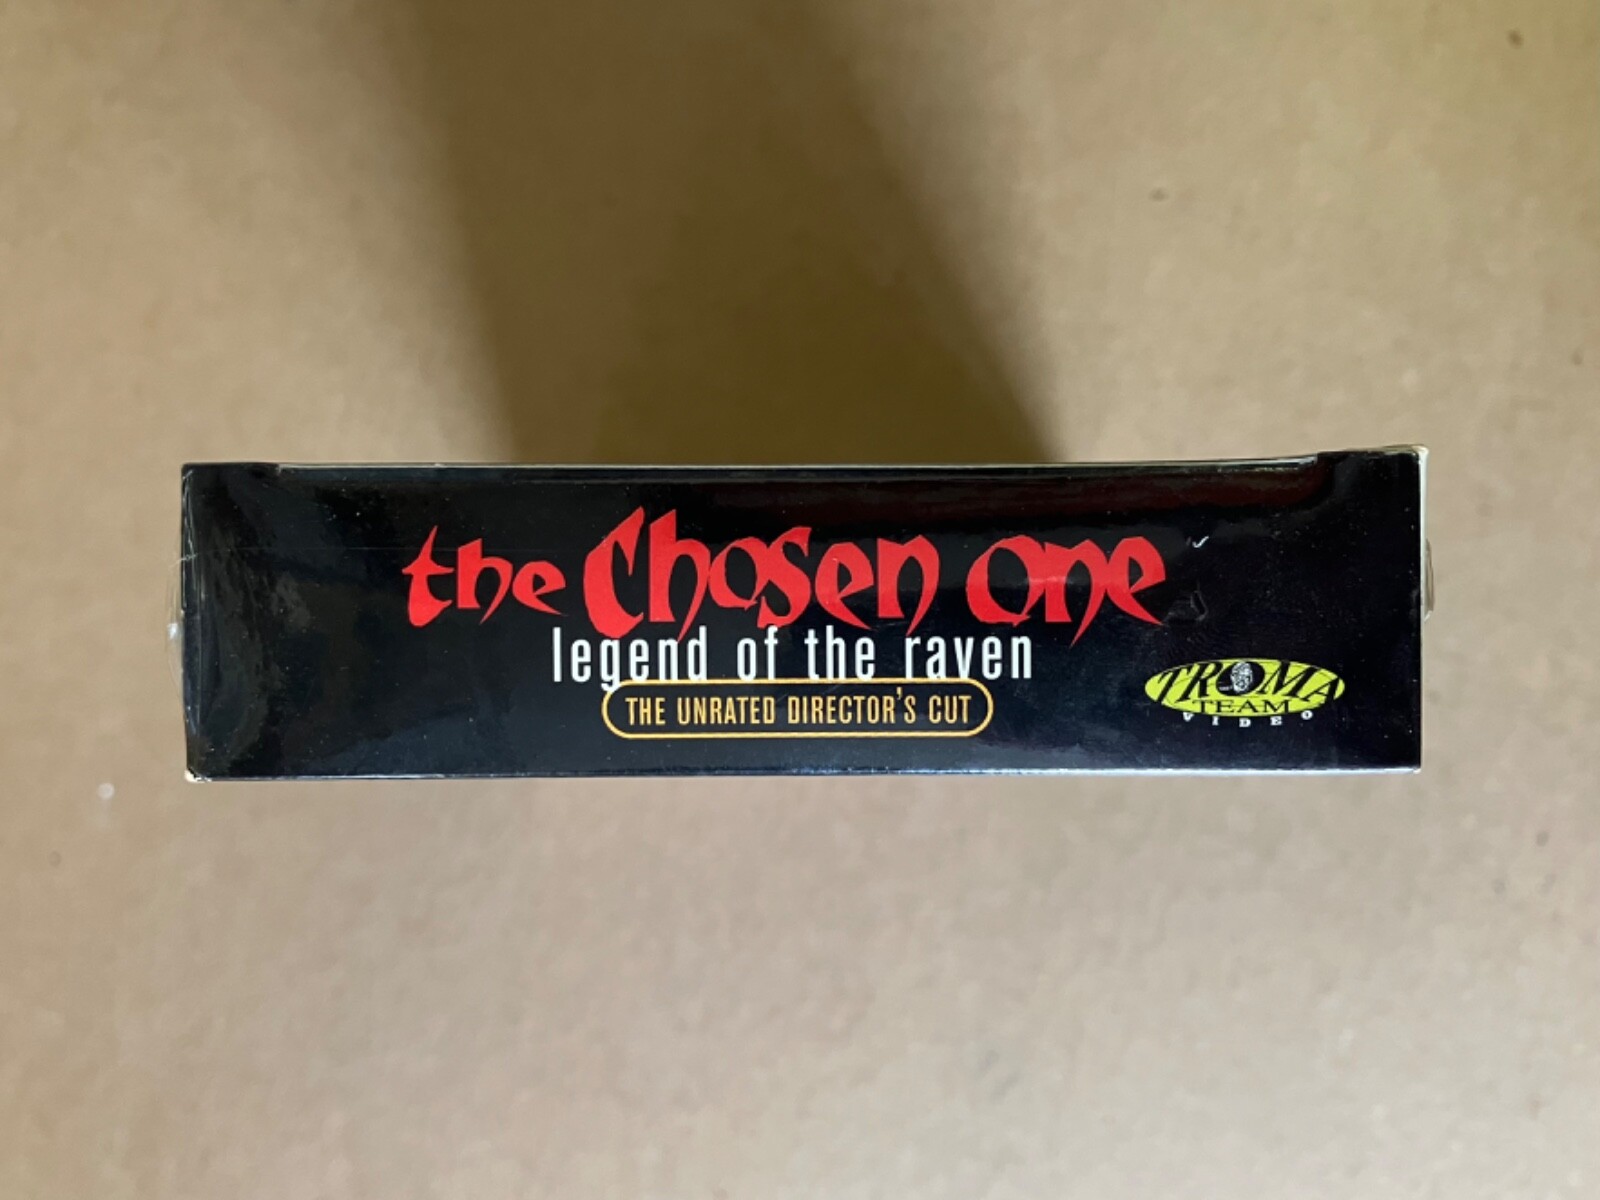 the Chosen one
legend of the raven
THE UNRATED DIRECTOR'S CUT
TROMA
TEAM
VIDEO